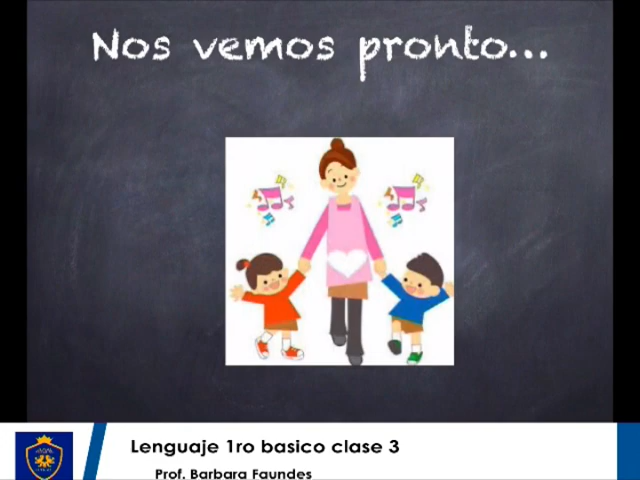 Nos vemos pronto...
Lenguaje 1ro basico clase 3
Prof. Barbara Faundes